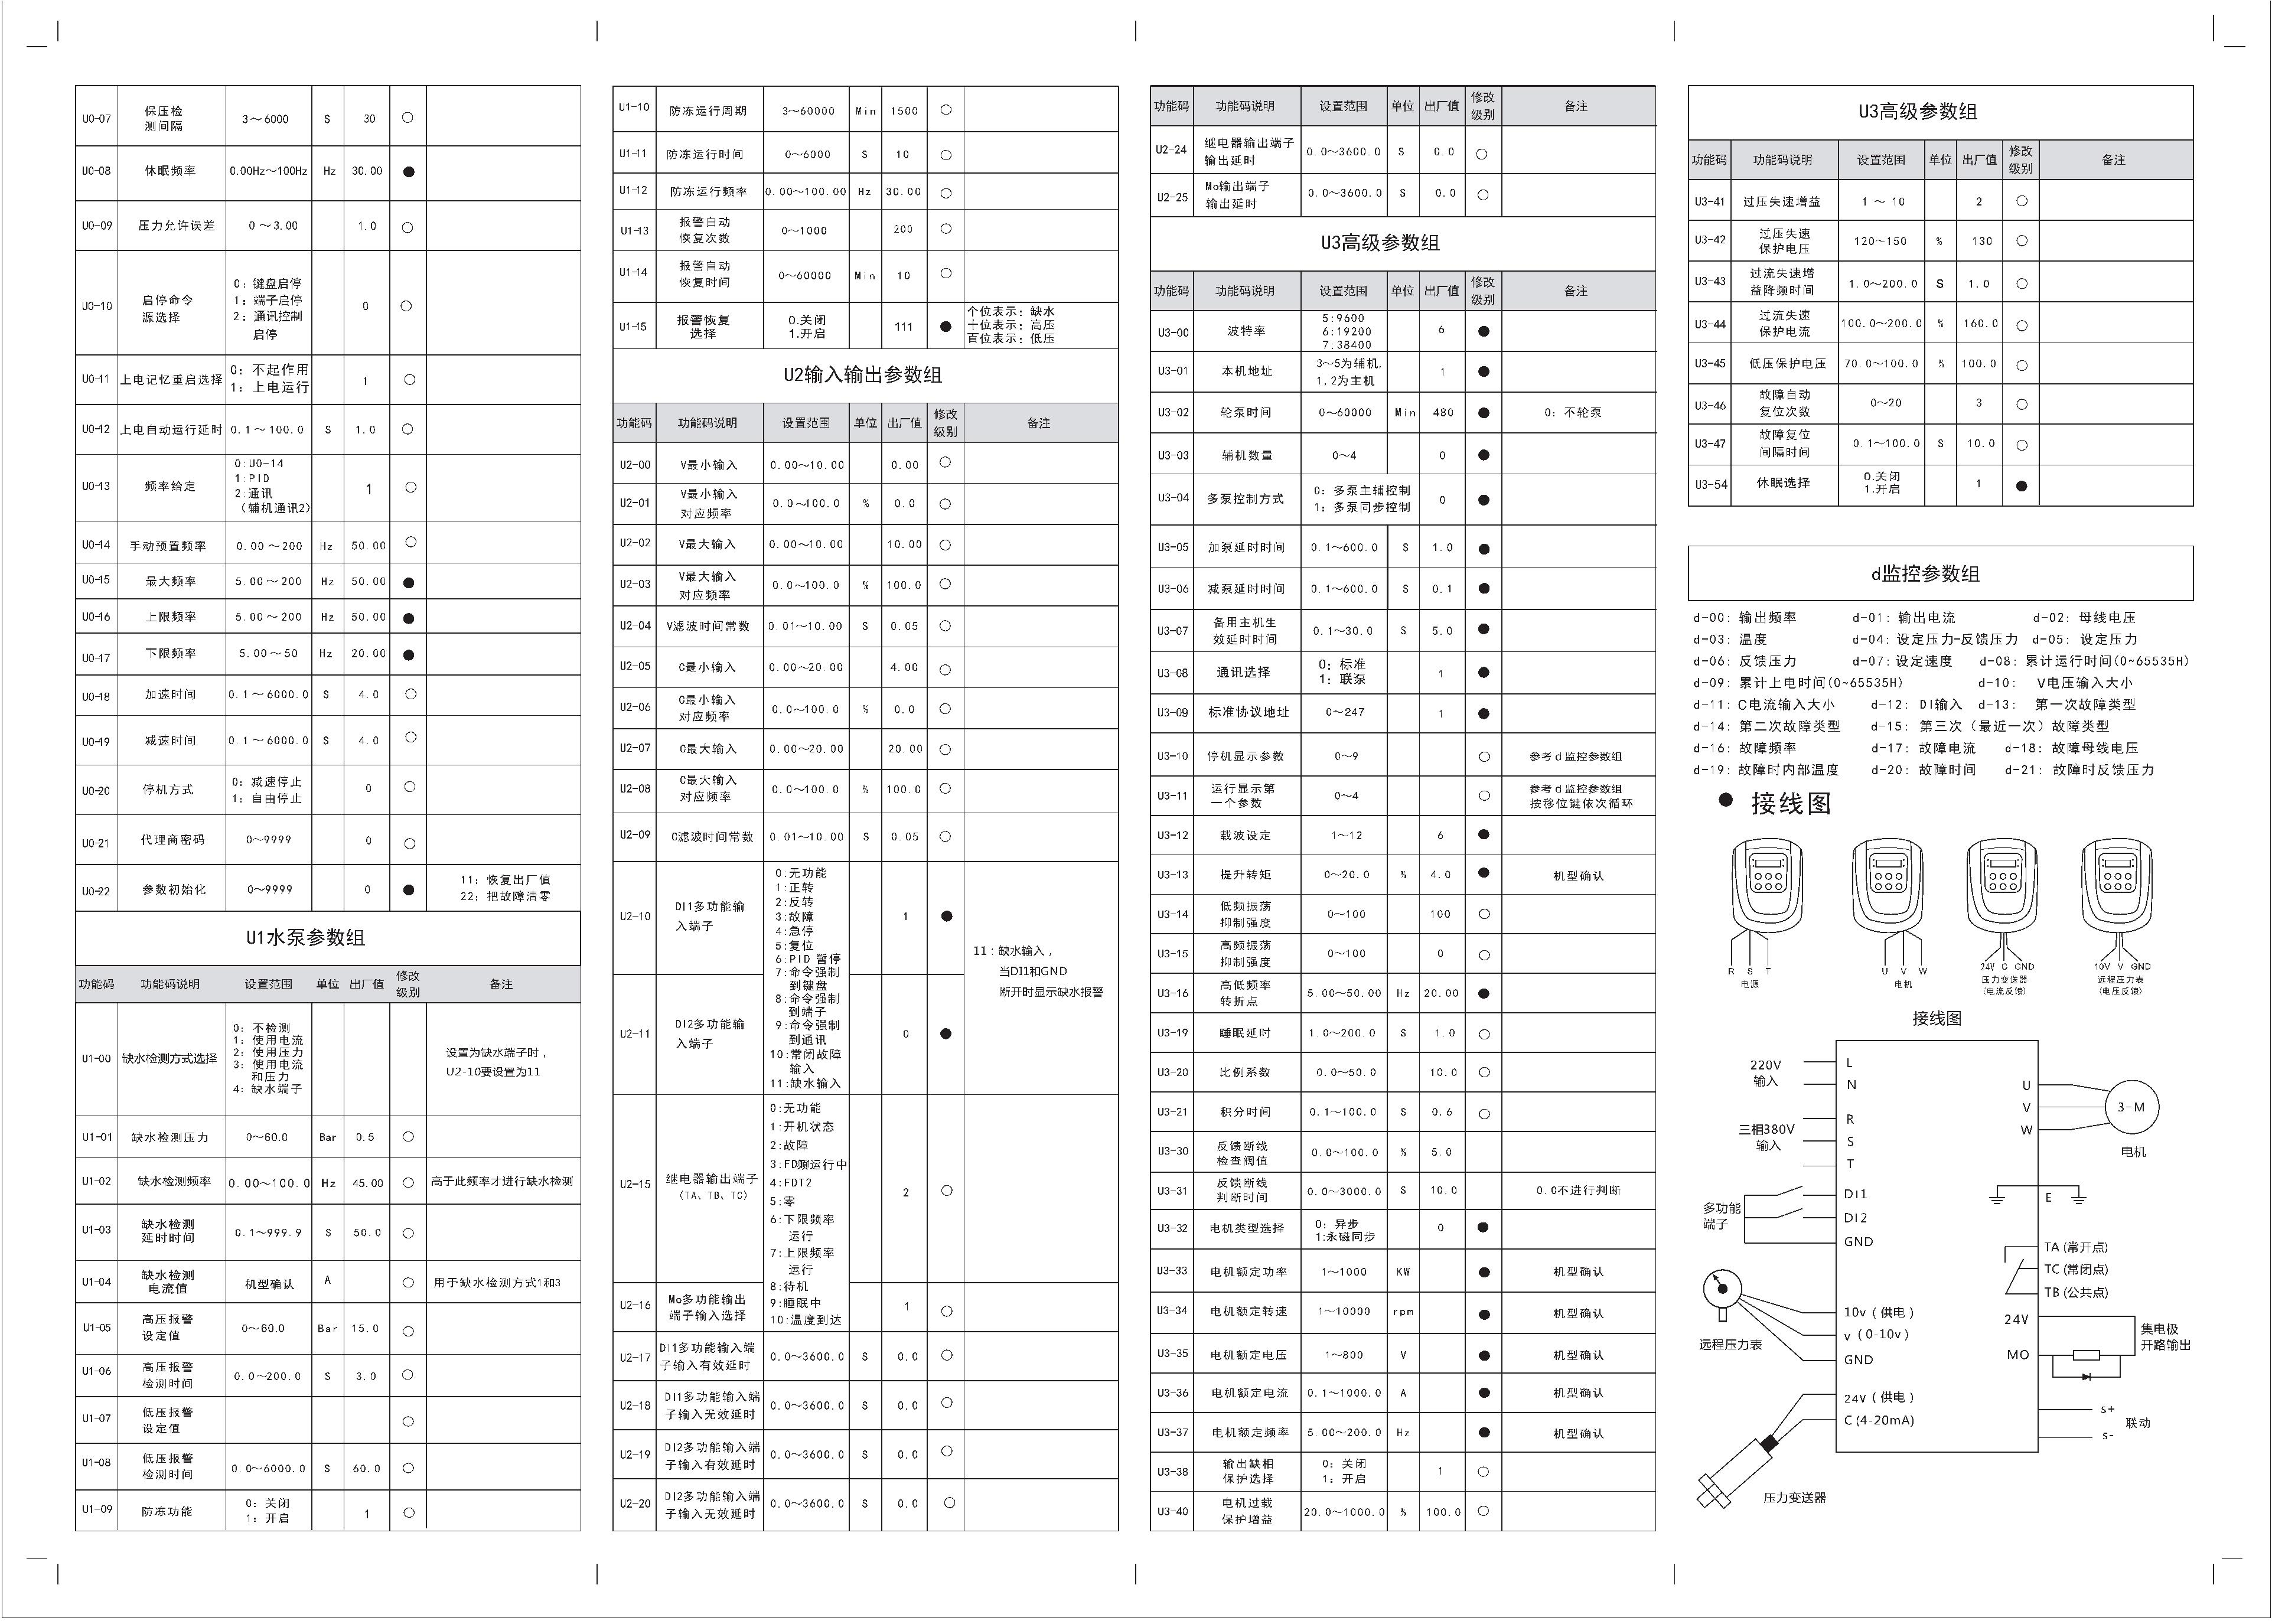 U0-07 保压检测间隔 3～6000 S 30 ○
U0-08 休眠频率 0.00Hz～100Hz Hz 30.00 ●
U0-09 压力允许误差 0～3.00 1.0 ○
U0-10 启停命令源选择 0：键盘启停 1：端子启停 2：通讯控制启停 0 ○
U0-11 上电记忆重启选择 0：不起作用 1：上电运行 1 ○
U0-12 上电自动运行延时 0.1～100.0 S 1.0 ○
U0-13 频率给定 0:U0-14 1:PID 2:通讯（辅机通讯2） 1 ○
U0-14 手动预置频率 0.00～200 Hz 50.00 ○
U0-15 最大频率 5.00～200 Hz 50.00 ●
U0-16 上限频率 5.00～200 Hz 50.00 ●
U0-17 下限频率 5.00～50 Hz 20.00 ●
U0-18 加速时间 0.1～6000.0 S 4.0 ○
U0-19 减速时间 0.1～6000.0 S 4.0 ○
U0-20 停机方式 0：减速停止 1：自由停止 0 ○
U0-21 代理商密码 0～9999 0 ○
U0-22 参数初始化 0～9999 0 ● 11：恢复出厂值 22：把故障清零
U1水泵参数组
功能码 功能码说明 设置范围 单位 出厂值 修改级别 备注
U1-00 缺水检测方式选择 0：不检测 1：使用电流 2：使用压力 3：使用电流和压力 4：缺水端子 设置为缺水端子时，U2-10要设置为11
U1-01 缺水检测压力 0～60.0 Bar 0.5 ○
U1-02 缺水检测频率 0.00～100.0 Hz 45.00 ○ 高于此频率才进行缺水检测
U1-03 缺水检测延时时间 0.1～999.9 S 50.0 ○
U1-04 缺水检测电流值 机型确认 A ○ 用于缺水检测方式1和3
U1-05 高压报警设定值 0～60.0 Bar 15.0 ○
U1-06 高压报警检测时间 0.0～200.0 S 3.0 ○
U1-07 低压报警设定值 ○
U1-08 低压报警检测时间 0.0～6000.0 S 60.0 ○
U1-09 防冻功能 0：关闭 1：开启 1 ○
U1-10 防冻运行周期 3～60000 Min 1500 ○
U1-11 防冻运行时间 0～6000 S 10 ○
U1-12 防冻运行频率 0.00～100.00 Hz 30.00 ○
U1-13 报警自动恢复次数 0～1000 200 ○
U1-14 报警自动恢复时间 0～60000 Min 10 ○
U1-15 报警恢复选择 0.关闭 1.开启 111 ● 个位表示：缺水 十位表示：高压 百位表示：低压
U2输入输出参数组
功能码 功能码说明 设置范围 单位 出厂值 修改级别 备注
U2-00 V最小输入 0.00～10.00 0.00 ○
U2-01 V最小输入对应频率 0.0～100.0 % 0.0 ○
U2-02 V最大输入 0.00～10.00 10.00 ○
U2-03 V最大输入对应频率 0.0～100.0 % 100.0 ○
U2-04 V滤波时间常数 0.01～10.00 S 0.05 ○
U2-05 C最小输入 0.00～20.00 4.00 ○
U2-06 C最小输入对应频率 0.0～100.0 % 0.0 ○
U2-07 C最大输入 0.00～20.00 20.00 ○
U2-08 C最大输入对应频率 0.0～100.0 % 100.0 ○
U2-09 C滤波时间常数 0.01～10.00 S 0.05 ○
U2-10 DI1多功能输入端子 1 ●
U2-11 DI2多功能输入端子 0 ●
0:无功能
1:正转
2:反转
3:故障
4:急停
5:复位
6:PID 暂停
7:命令强制到键盘
8:命令强制到端子
9:命令强制到通讯
10:常闭故障输入
11:缺水输入
11：缺水输入，
当DI1和GND
断开时显示缺水报警
U2-15 继电器输出端子（TA、TB、TC） 2 ○
U2-16 Mo多功能输出端子输入选择 1 ○
0:无功能
1:开机状态
2:故障
4:FDT2
5:零
6:下限频率运行
7:上限频率运行
8:待机
9:睡眠中
10:温度到达
U2-17 DI1多功能输入端子输入有效延时 0.0～3600.0 S 0.0 ○
U2-18 DI1多功能输入端子输入无效延时 0.0～3600.0 S 0.0 ○
U2-19 DI2多功能输入端子输入有效延时 0.0～3600.0 S 0.0 ○
U2-20 DI2多功能输入端子输入无效延时 0.0～3600.0 S 0.0 ○
功能码 功能码说明 设置范围 单位 出厂值 修改级别 备注
U2-24 继电器输出端子输出延时 0.0～3600.0 S 0.0 ○
U2-25 Mo输出端子输出延时 0.0～3600.0 S 0.0 ○
U3高级参数组
功能码 功能码说明 设置范围 单位 出厂值 修改级别 备注
U3-00 波特率 5:9600 6:19200 7:38400 6 ●
U3-01 本机地址 3～5为辅机, 1,2为主机 1 ●
U3-02 轮泵时间 0～60000 Min 480 ● 0：不轮泵
U3-03 辅机数量 0～4 0 ●
U3-04 多泵控制方式 0：多泵主辅控制 1：多泵同步控制 0 ●
U3-05 加泵延时时间 0.1～600.0 S 1.0 ●
U3-06 减泵延时时间 0.1～600.0 S 0.1 ●
U3-07 备用主机生效延时时间 0.1～30.0 S 5.0 ●
U3-08 通讯选择 0：标准 1：联泵 1 ●
U3-09 标准协议地址 0～247 1 ●
U3-10 停机显示参数 0～9 ○ 参考d监控参数组
U3-11 运行显示第一个参数 0～4 ○ 参考d监控参数组 按移位键依次循环
U3-12 载波设定 1～12 6 ●
U3-13 提升转矩 0～20.0 % 4.0 ● 机型确认
U3-14 低频振荡抑制强度 0～100 100 ○
U3-15 高频振荡抑制强度 0～100 0 ○
U3-16 高低频率转折点 5.00～50.00 Hz 20.00 ●
U3-19 睡眠延时 1.0～200.0 S 1.0 ○
U3-20 比例系数 0.0～50.0 10.0 ○
U3-21 积分时间 0.1～100.0 S 0.6 ○
U3-30 反馈断线检查阀值 0.0～100.0 % 5.0
U3-31 反馈断线判断时间 0.0～3000.0 S 10.0 0.0不进行判断
U3-32 电机类型选择 0：异步 1:永磁同步 0 ●
U3-33 电机额定功率 1～1000 KW ● 机型确认
U3-34 电机额定转速 1～10000 rpm ● 机型确认
U3-35 电机额定电压 1～800 V ● 机型确认
U3-36 电机额定电流 0.1～1000.0 A ● 机型确认
U3-37 电机额定频率 5.00～200.0 Hz ● 机型确认
U3-38 输出缺相保护选择 0：关闭 1：开启 1 ○
U3-40 电机过载保护增益 20.0～1000.0 % 100.0 ○
U3高级参数组
功能码 功能码说明 设置范围 单位 出厂值 修改级别 备注
U3-41 过压失速增益 1～10 2 ○
U3-42 过压失速保护电压 120～150 % 130 ○
U3-43 过流失速增益降频时间 1.0～200.0 S 1.0 ○
U3-44 过流失速保护电流 100.0～200.0 % 160.0 ○
U3-45 低压保护电压 70.0～100.0 % 100.0 ○
U3-46 故障自动复位次数 0～20 3 ○
U3-47 故障复位间隔时间 0.1～100.0 S 10.0 ○
U3-54 休眠选择 0.关闭 1.开启 1 ●
d监控参数组
d-00：输出频率 d-01：输出电流 d-02：母线电压
d-03：温度 d-04：设定压力-反馈压力 d-05：设定压力
d-06：反馈压力 d-07：设定速度 d-08：累计运行时间(0~65535H)
d-09：累计上电时间(0~65535H) d-10： V电压输入大小
d-11：C电流输入大小 d-12：DI输入 d-13： 第一次故障类型
d-14：第二次故障类型 d-15：第三次（最近一次）故障类型
d-16：故障频率 d-17：故障电流 d-18：故障母线电压
d-19：故障时内部温度 d-20：故障时间 d-21：故障时反馈压力
● 接线图
R S T
电源
U V W
电机
24V C GND
压力变送器
(电流反馈)
10V V GND
远程压力表
(电压反馈)
接线图
220V
输入
L
N
三相380V
输入
R
S
T
U
V
W
3-M
电机
多功能
端子
DI1
DI2
GND
E
TA (常开点)
TC (常闭点)
TB (公共点)
远程压力表
10v（供电）
v（0-10v）
GND
24V
MO
集电极
开路输出
24V（供电）
C (4-20mA)
s+
s-
联动
压力变送器